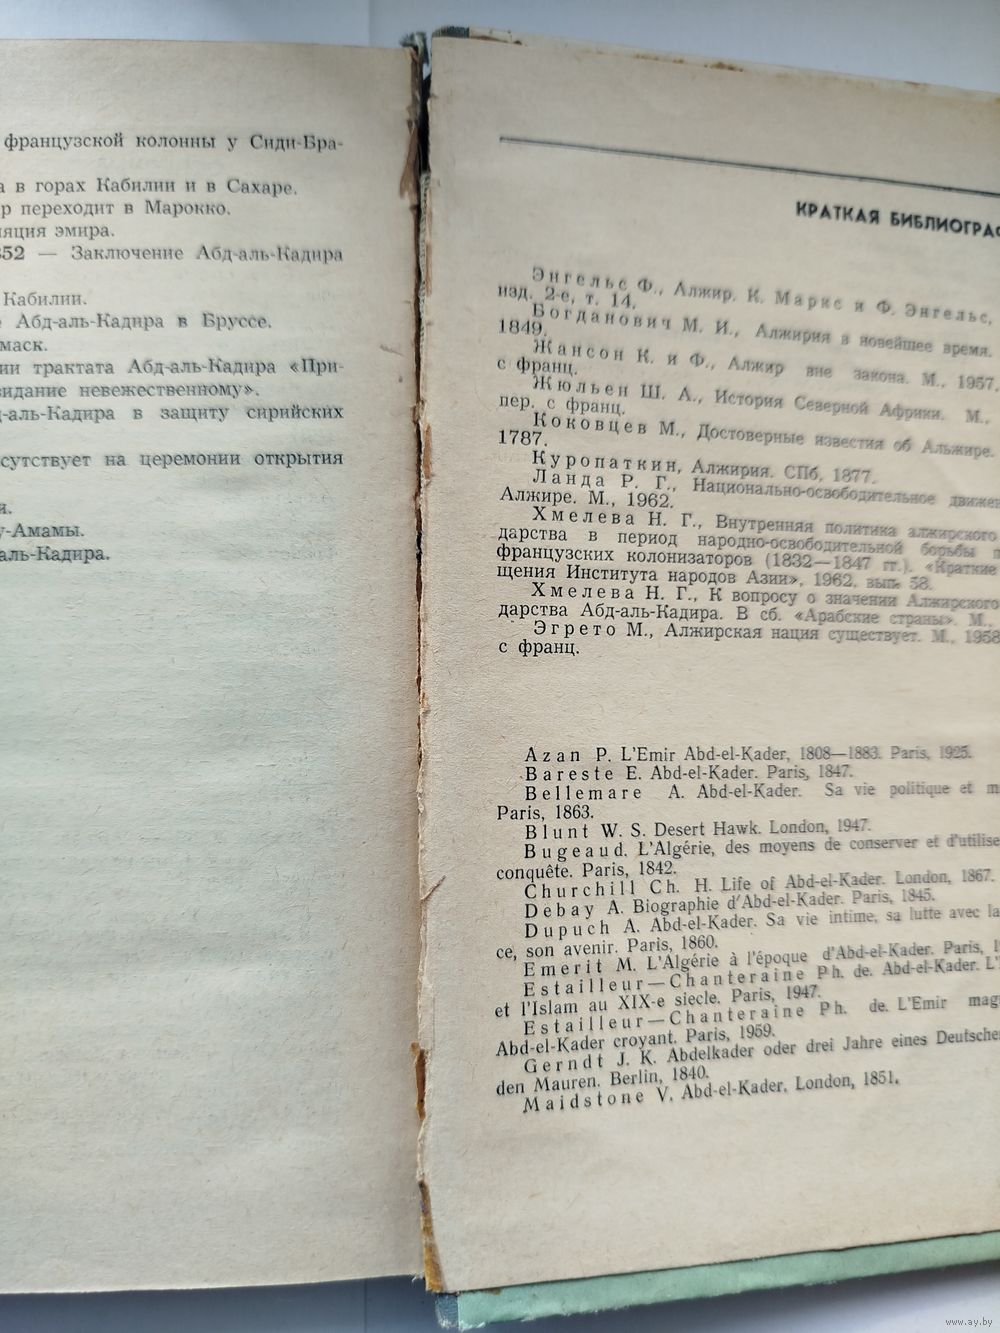 французской колонны у Сиди-Бра-
а в горах Кабилии и в Сахаре.
р переходит в Марокко.
яция эмира.
352 — Заключение Абд-аль-Кадира
Кабилии.
Абд-аль-Кадира в Бруссе.
маск.
ии трактата Абд-аль-Кадира «При-
видание невежественному».
д-аль-Кадира в защиту сирийских
сутствует на церемонии открытия
и.
у-Амамы.
аль-Кадира.
КРАТКАЯ БИБЛИОГРАФ
Энгельс Ф., Алжир. К. Маркс и Ф. Энгельс,
изд. 2-е, т. 14.
Богданович М. И., Алжирия в новейшее время.
1849.
Жансон К. и Ф., Алжир вне закона. М., 1957,
с франц.
Жюльен Ш. А., История Северной Африки. М.,
пер. с франц.
Коковцев М., Достоверные известия об Альжире.
1787.
Куропаткин, Алжирия. СПб, 1877.
Ланда Р. Г., Национально-освободительное движен
Алжире. М., 1962.
Хмелева Н. Г., Внутренняя политика алжирского
дарства в период народно-освободительной борьбы п
французских колонизаторов (1832—1847 гг.). «Краткие
щения Института народов Азии», 1962, вып. 58.
Хмелева Н. Г., К вопросу о значении Алжирского
дарства Абд-аль-Кадира. В сб. «Арабские страны». М.,
Эгрето М., Алжирская нация существует. М., 1958
с франц.
Azan P. L'Emir Abd-el-Kader, 1808—1883. Paris, 1925.
Bareste E. Abd-el-Kader. Paris, 1847.
Bellemare A. Abd-el-Kader. Sa vie politique et m
Paris, 1863.
Blunt W. S. Desert Hawk. London, 1947.
Bugeaud. L'Algérie, des moyens de conserver et d'utilise
conquête. Paris, 1842.
Churchill Ch. H. Life of Abd-el-Kader. London, 1867.
Debay A. Biographie d'Abd-el-Kader. Paris, 1845.
Dupuch A. Abd-el-Kader. Sa vie intime, sa lutte avec la
ce, son avenir. Paris, 1860.
Emerit M. L'Algérie à l'époque d'Abd-el-Kader. Paris, 1
Estailleur—Chanteraine Ph. de. Abd-el-Kader. L'
et l'Islam au XIX-e siecle. Paris, 1947.
Estailleur—Chanteraine Ph. de. L'Emir mag
Abd-el-Kader croyant. Paris, 1959.
Gerndt J. K. Abdelkader oder drei Jahre eines Deutsche
den Mauren. Berlin, 1840.
Maidstone V. Abd-el-Kader. London, 1851.
www.ay.by